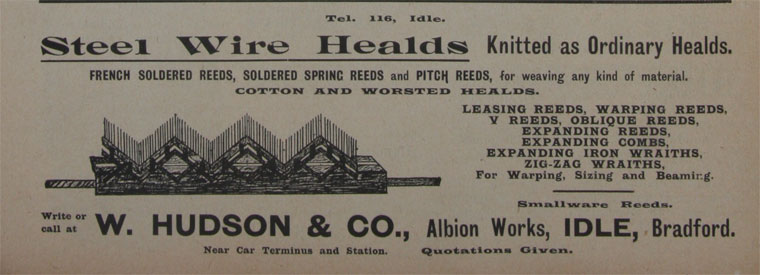 Tel. 116, Idle.
Steel Wire Healds Knitted as Ordinary Healds.
FRENCH SOLDERED REEDS, SOLDERED SPRING REEDS and PITCH REEDS, for weaving any kind of material.
COTTON AND WORSTED HEALDS.
LEASING REEDS, WARPING REEDS,
V REEDS, OBLIQUE REEDS,
EXPANDING REEDS,
EXPANDING COMBS,
EXPANDING IRON WRAITHS,
ZIG-ZAG WRAITHS,
For Warping, Sizing and Beaming.
Smallware Reeds.
Write or call at W. HUDSON & CO., Albion Works, IDLE, Bradford.
Near Car Terminus and Station. Quotations Given.